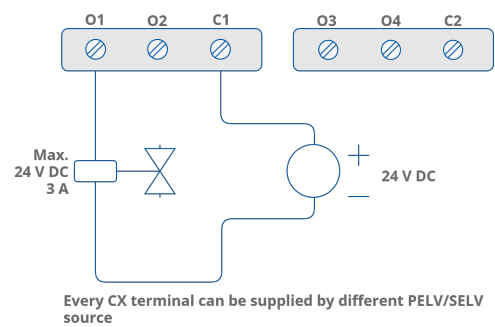 O1 O2 C1 O3 O4 C2
Max.
24 V DC
3 A
24 V DC
Every CX terminal can be supplied by different PELV/SELV
source